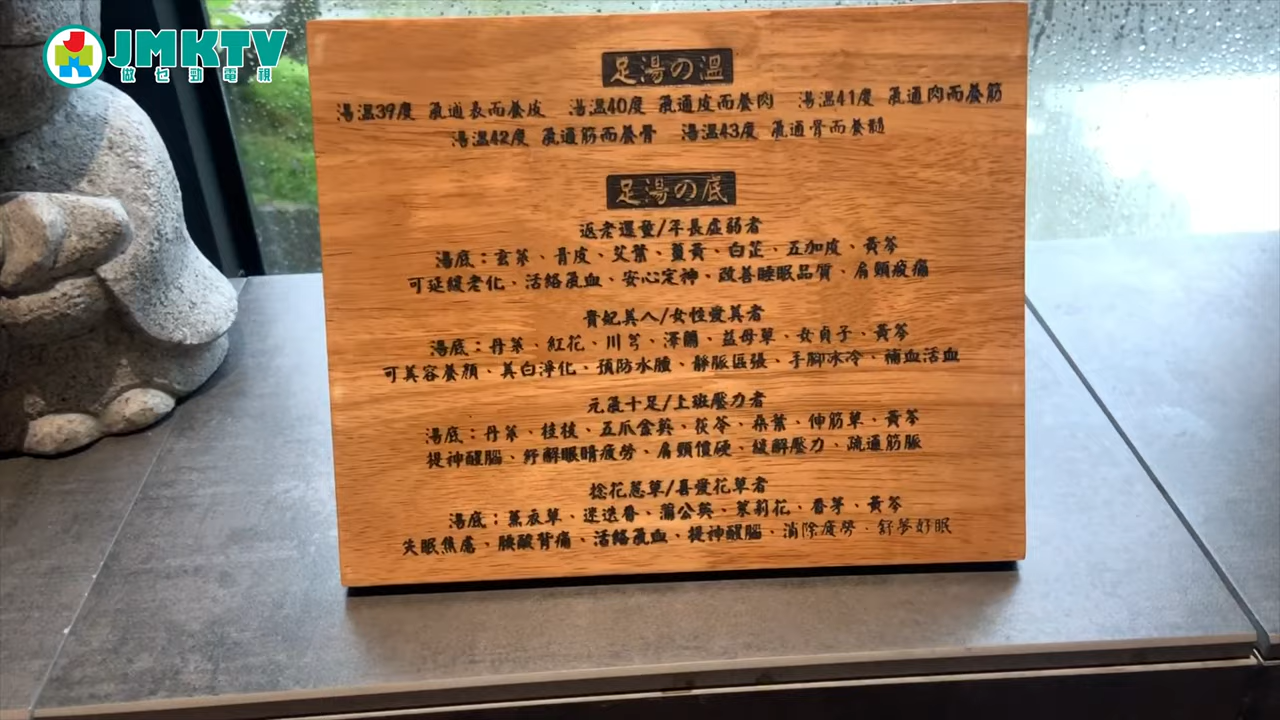 JMKTV
做乜勁電視
足湯の溫
湯溫39度 氣通表而養皮 湯溫40度 氣通皮而養肉 湯溫41度 氣通肉而養筋
湯溫42度 氣通筋而養骨 湯溫43度 氣通骨而養髓
足湯の底
返老還童/年長虛弱者
湯底：玄蔘、青皮、艾葉、薑黃、白芷、五加皮、黃芩
可延緩老化、活絡氣血、安心定神、改善睡眠品質、肩頸痠痛
貴妃美人/女性愛美者
湯底：丹蔘、紅花、川芎、澤蘭、益母草、女貞子、黃芩
可美容養顏、美白淨化、預防水腫、靜脈區張、手腳冰冷、補血活血
元氣十足/上班壓力者
湯底：丹蔘、桂枝、五爪金英、茯苓、桑葉、伸筋草、黃芩
提神醒腦、紓解眼睛疲勞、肩頸僵硬、緩解壓力、疏通筋脈
捻花惹草/喜愛花草者
湯底：薰衣草、迷迭香、蒲公英、茉莉花、香茅、黃芩
失眠焦慮、腰酸背痛、活絡氣血、提神醒腦、消除疲勞、舒夢好眠